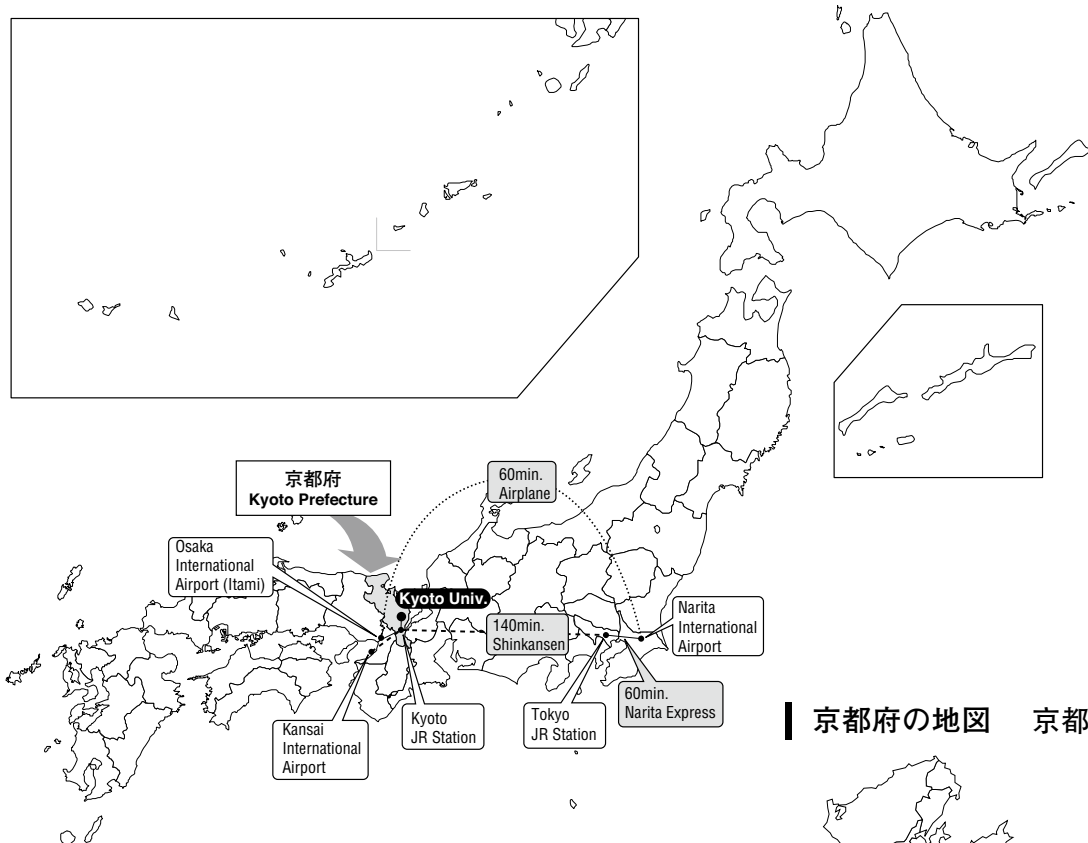 京都府
Kyoto Prefecture
60min.
Airplane
Osaka
International
Airport (Itami)
Kyoto Univ.
140min.
Shinkansen
Narita
International
Airport
60min.
Narita Express
Tokyo
JR Station
Kyoto
JR Station
Kansai
International
Airport
京都府の地図 京都